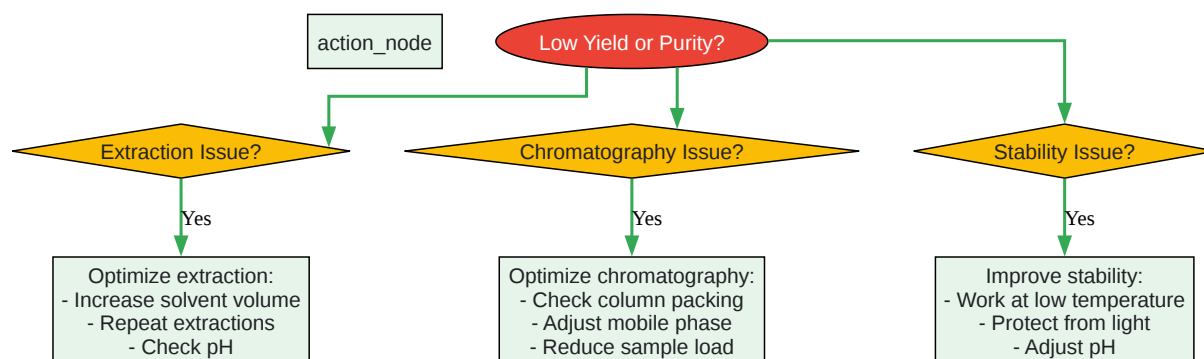 action_node
Low Yield or Purity?
Extraction Issue?
Chromatography Issue?
Stability Issue?
Yes
Yes
Yes
Optimize extraction:
- Increase solvent volume
- Repeat extractions
- Check pH
Optimize chromatography:
- Check column packing
- Adjust mobile phase
- Reduce sample load
Improve stability:
- Work at low temperature
- Protect from light
- Adjust pH